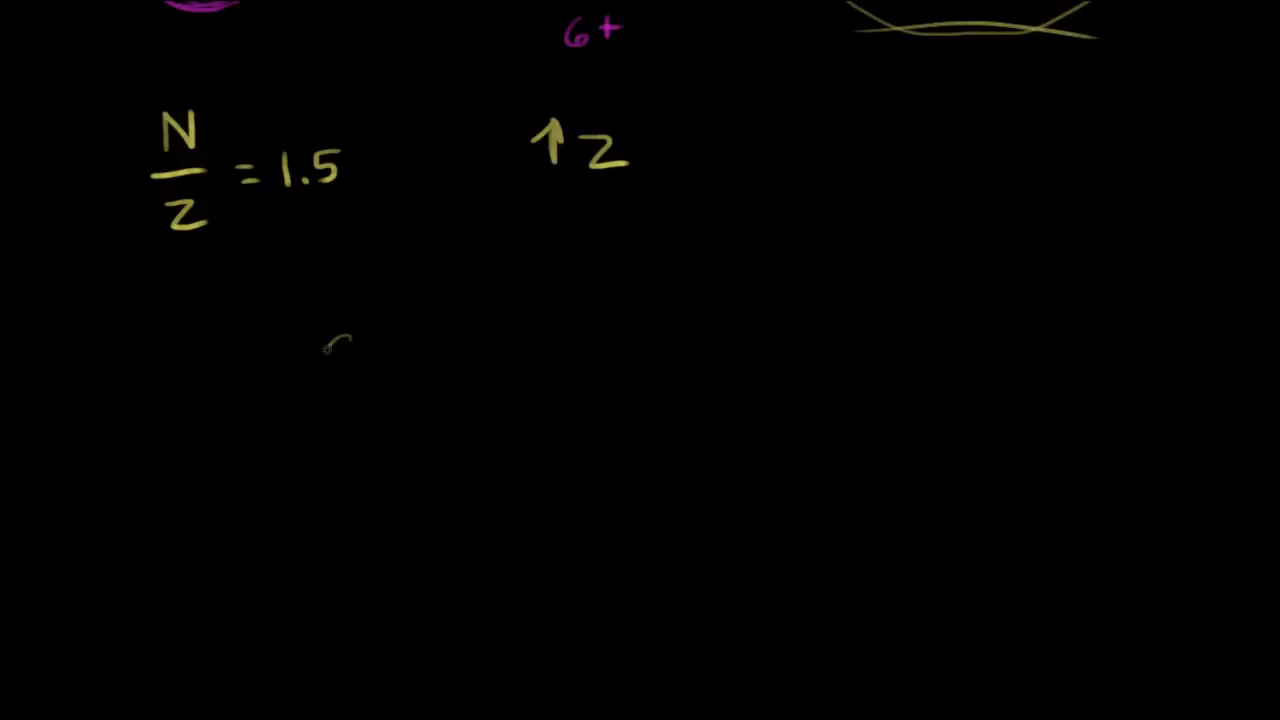 6+
N
/
Z = 1.5
↑ Z